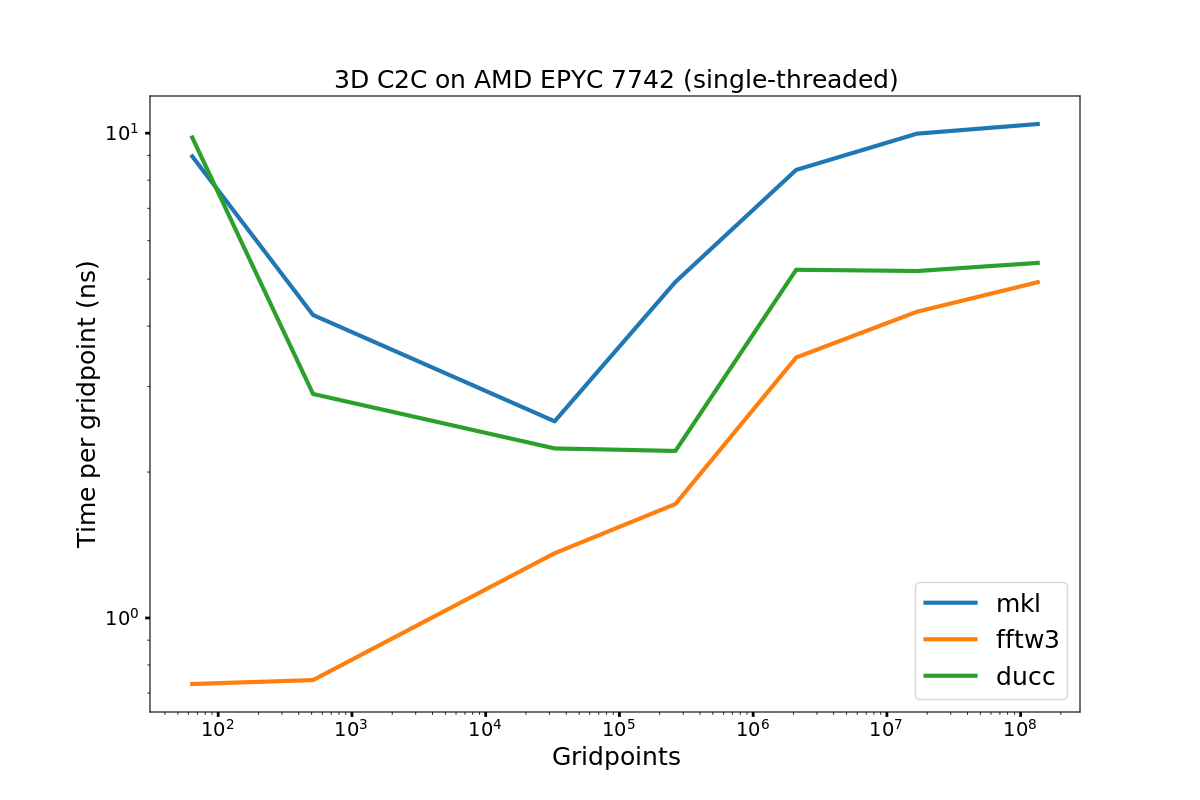 3D C2C on AMD EPYC 7742 (single-threaded)
Time per gridpoint (ns)
10¹
10⁰
mkl
fftw3
ducc
10² 10³ 10⁴ 10⁵ 10⁶ 10⁷ 10⁸
Gridpoints